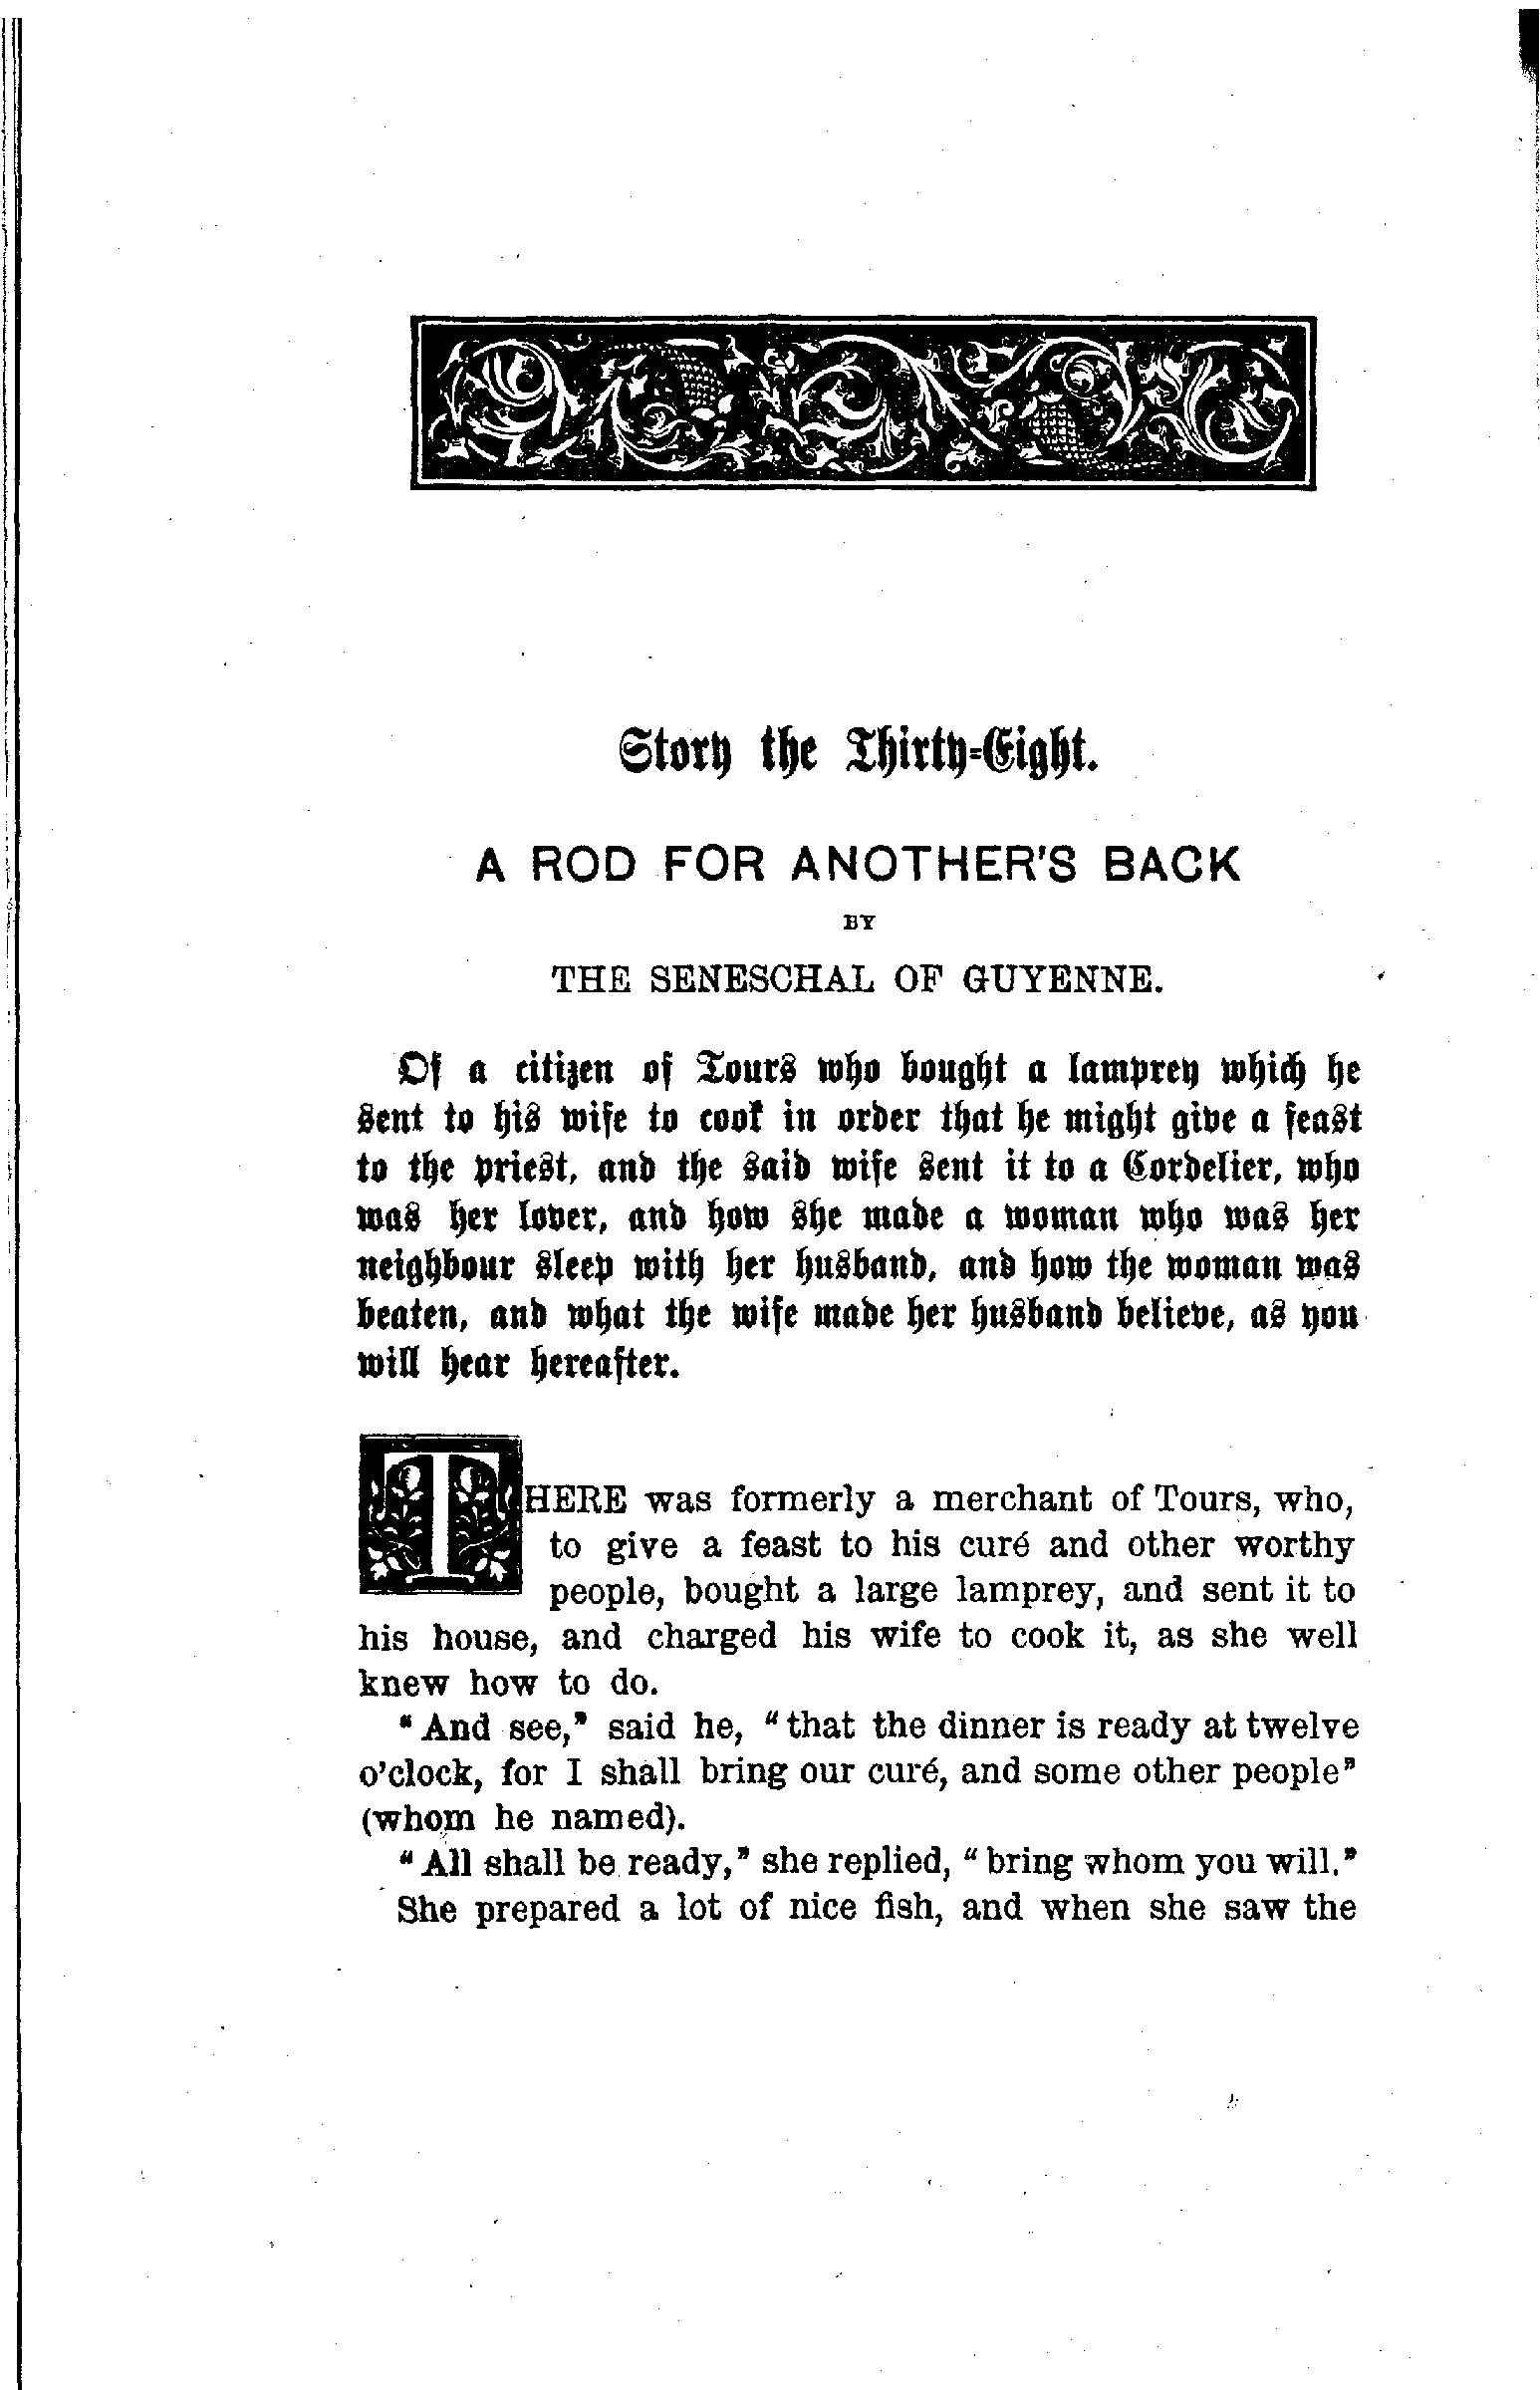 Story the Thirty-Eight.
A ROD FOR ANOTHER'S BACK
BY
THE SENESCHAL OF GUYENNE.
Of a citizen of Tours who bought a lamprey which he
sent to his wife to cook in order that he might give a feast
to the priest, and the said wife sent it to a Cordelier, who
was her lover, and how she made a woman who was her
neighbour sleep with her husband, and how the woman was
beaten, and what the wife made her husband believe, as you
will hear hereafter.
THERE was formerly a merchant of Tours, who,
to give a feast to his curé and other worthy
people, bought a large lamprey, and sent it to
his house, and charged his wife to cook it, as she well
knew how to do.
"And see," said he, "that the dinner is ready at twelve
o'clock, for I shall bring our curé, and some other people"
(whom he named).
"All shall be ready," she replied, "bring whom you will."
She prepared a lot of nice fish, and when she saw the